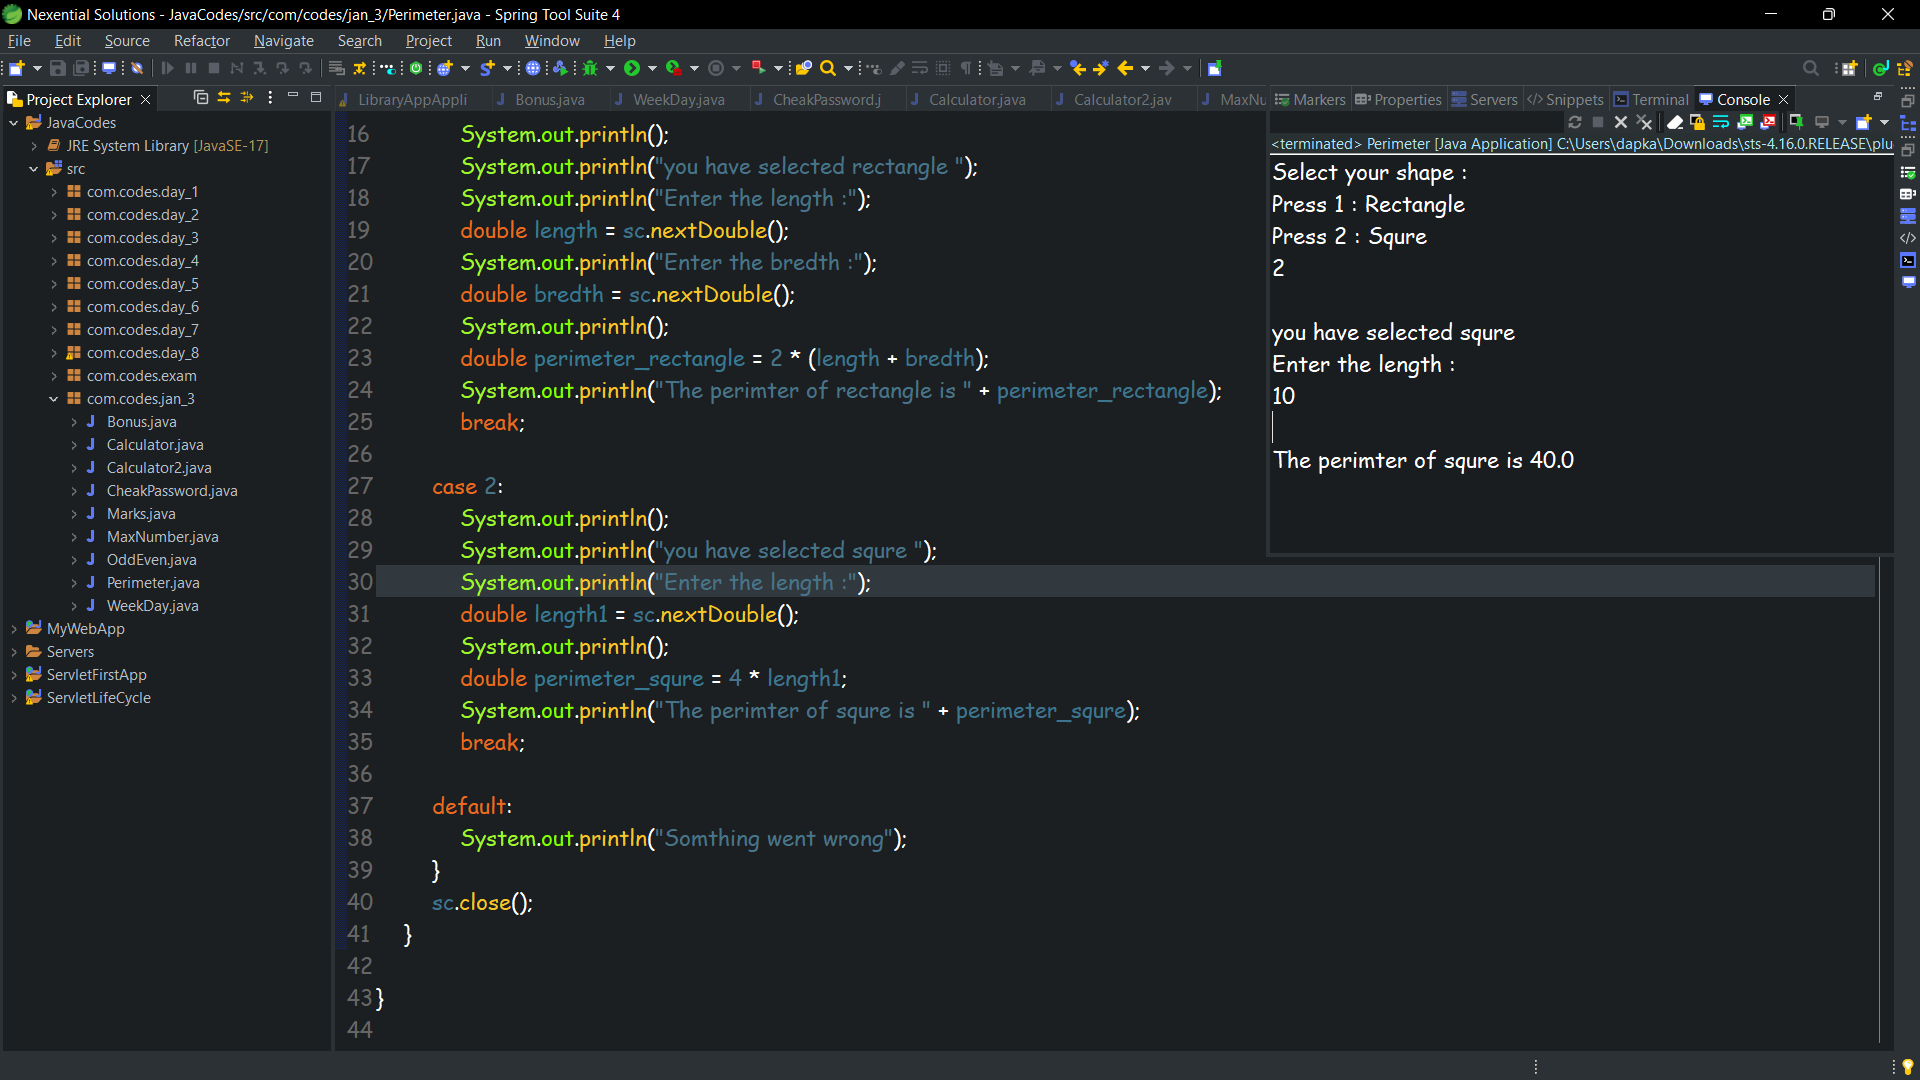 Nexential Solutions - JavaCodes/src/com/codes/jan_3/Perimeter.java - Spring Tool Suite 4
File Edit Source Refactor Navigate Search Project Run Window Help
Project Explorer
JavaCodes
JRE System Library [JavaSE-17]
src
com.codes.day_1
com.codes.day_2
com.codes.day_3
com.codes.day_4
com.codes.day_5
com.codes.day_6
com.codes.day_7
com.codes.day_8
com.codes.exam
com.codes.jan_3
Bonus.java
Calculator.java
Calculator2.java
CheakPassword.java
Marks.java
MaxNumber.java
OddEven.java
Perimeter.java
WeekDay.java
MyWebApp
Servers
ServletFirstApp
ServletLifeCycle
LibraryAppAppli Bonus.java WeekDay.java CheakPassword.j Calculator.java Calculator2.jav MaxNu
16 System.out.println();
17 System.out.println("you have selected rectangle ");
18 System.out.println("Enter the length :");
19 double length = sc.nextDouble();
20 System.out.println("Enter the bredth :");
21 double bredth = sc.nextDouble();
22 System.out.println();
23 double perimeter_rectangle = 2 * (length + bredth);
24 System.out.println("The perimter of rectangle is " + perimeter_rectangle);
25 break;
26
27 case 2:
28 System.out.println();
29 System.out.println("you have selected squre ");
30 System.out.println("Enter the length :");
31 double length1 = sc.nextDouble();
32 System.out.println();
33 double perimeter_squre = 4 * length1;
34 System.out.println("The perimter of squre is " + perimeter_squre);
35 break;
36
37 default:
38 System.out.println("Somthing went wrong");
39 }
40 sc.close();
41 }
42
43 }
44
Markers Properties Servers Snippets Terminal Console
<terminated> Perimeter [Java Application] C:\Users\dapka\Downloads\sts-4.16.0.RELEASE\plu
Select your shape :
Press 1 : Rectangle
Press 2 : Squre
2
you have selected squre
Enter the length :
10
The perimter of squre is 40.0